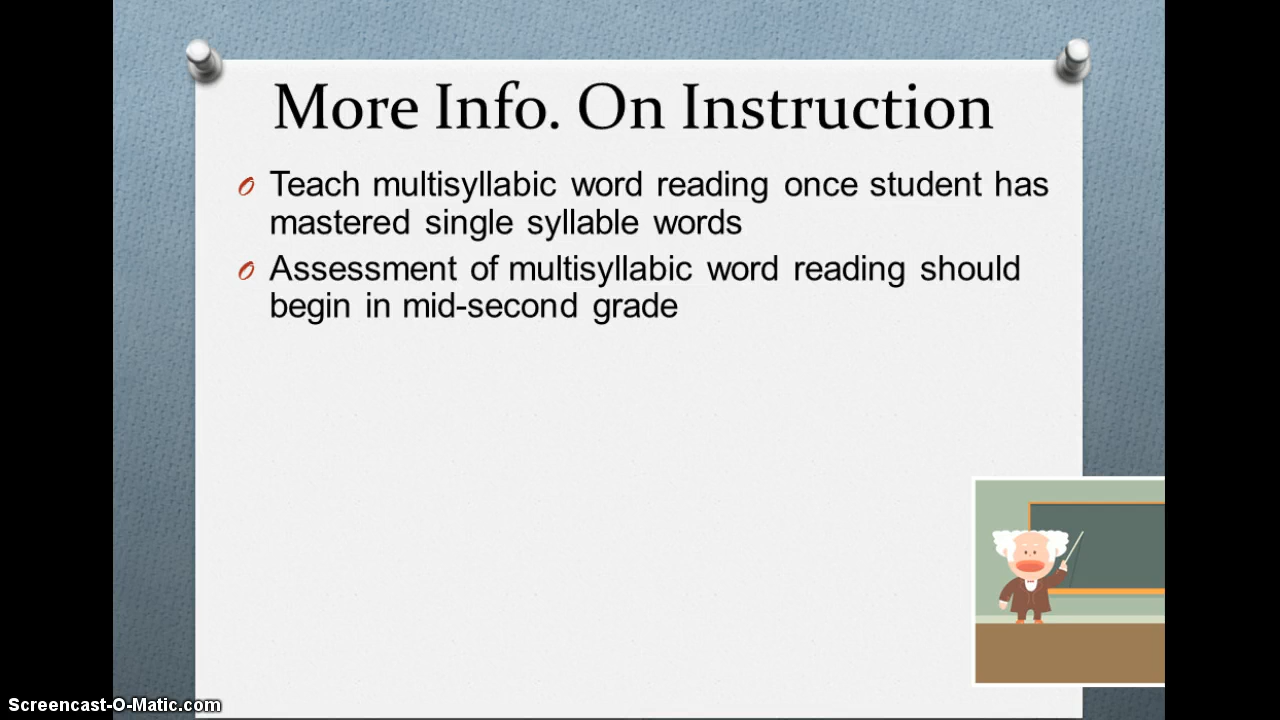 More Info. On Instruction
Teach multisyllabic word reading once student has
mastered single syllable words
Assessment of multisyllabic word reading should
begin in mid-second grade
Screencast-O-Matic.com